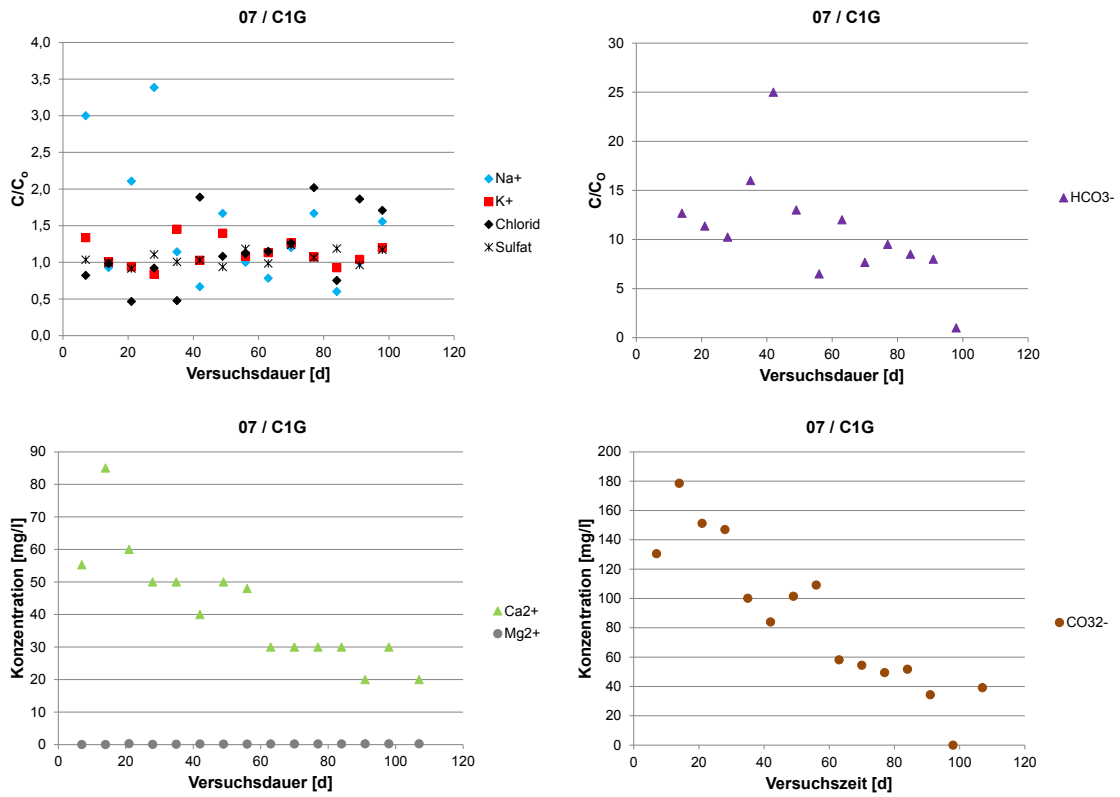 07 / C1G
4,0
3,5
3,0
2,5
2,0
1,5
1,0
0,5
0,0
C/Co
0 20 40 60 80 100 120
Versuchsdauer [d]
Na+
K+
Chlorid
Sulfat
07 / C1G
30
25
20
15
10
5
0
C/Co
0 20 40 60 80 100 120
Versuchsdauer [d]
HCO3-
07 / C1G
90
80
70
60
50
40
30
20
10
0
Konzentration [mg/l]
0 20 40 60 80 100 120
Versuchsdauer [d]
Ca2+
Mg2+
07 / C1G
200
180
160
140
120
100
80
60
40
20
0
Konzentration [mg/l]
0 20 40 60 80 100 120
Versuchszeit [d]
CO32-